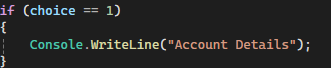 if (choice == 1)
{
    Console.WriteLine("Account Details");
}